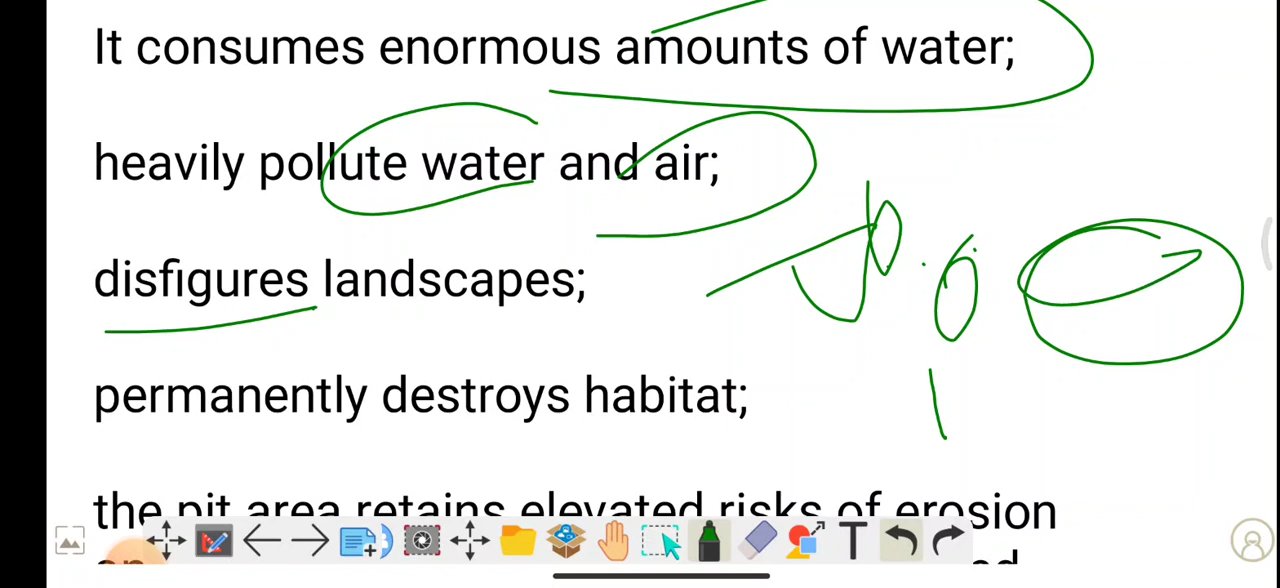 It consumes enormous amounts of water;
heavily pollute water and air;
disfigures landscapes;
permanently destroys habitat;
the pit area retains elevated risks of erosion